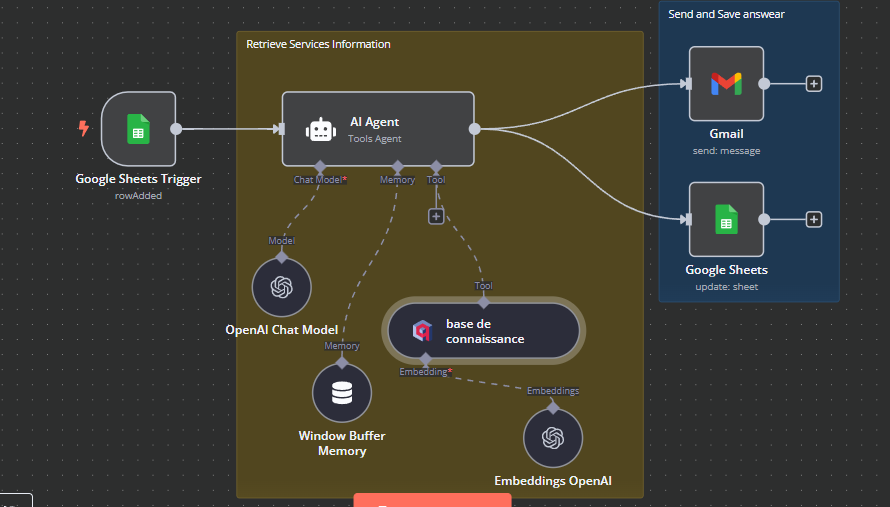 Send and Save answear
Retrieve Services Information
Google Sheets Trigger
rowAdded
AI Agent
Tools Agent
Chat Model*
Memory
Tool
Gmail
send: message
Google Sheets
update: sheet
Model
OpenAI Chat Model
Tool
base de
connaissance
Memory
Window Buffer
Memory
Embedding*
Embeddings
Embeddings OpenAI